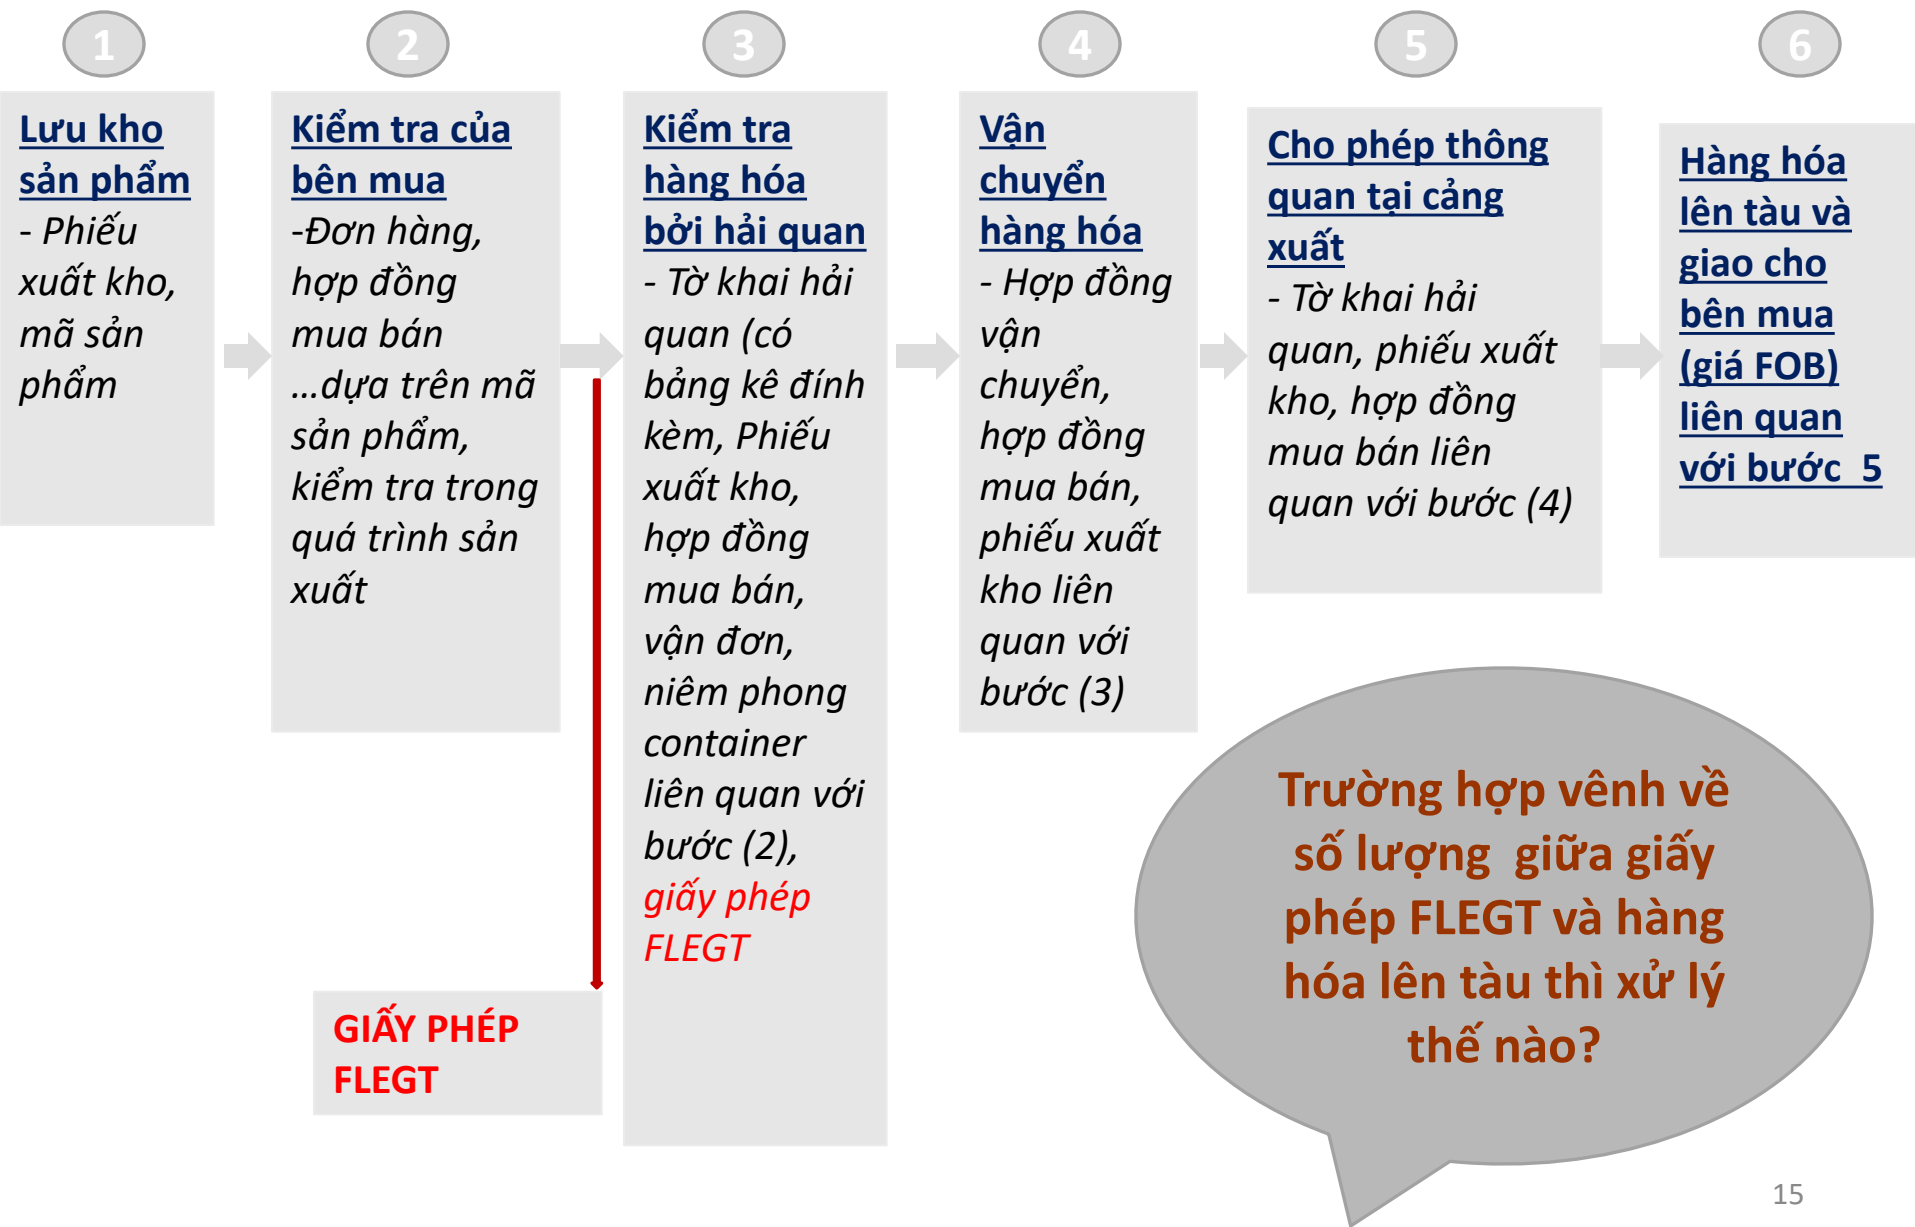 1
Lưu kho
sản phẩm
- Phiếu
xuất kho,
mã sản
phẩm
2
Kiểm tra của
bên mua
-Đơn hàng,
hợp đồng
mua bán
...dựa trên mã
sản phẩm,
kiểm tra trong
quá trình sản
xuất
GIẤY PHÉP
FLEGT
3
Kiểm tra
hàng hóa
bởi hải quan
- Tờ khai hải
quan (có
bảng kê đính
kèm, Phiếu
xuất kho,
hợp đồng
mua bán,
vận đơn,
niêm phong
container
liên quan với
bước (2),
giấy phép
FLEGT
4
Vận
chuyển
hàng hóa
- Hợp đồng
vận
chuyển,
hợp đồng
mua bán,
phiếu xuất
kho liên
quan với
bước (3)
5
Cho phép thông
quan tại cảng
xuất
- Tờ khai hải
quan, phiếu xuất
kho, hợp đồng
mua bán liên
quan với bước (4)
6
Hàng hóa
lên tàu và
giao cho
bên mua
(giá FOB)
liên quan
với bước 5
Trường hợp vênh về
số lượng giữa giấy
phép FLEGT và hàng
hóa lên tàu thì xử lý
thế nào?
15